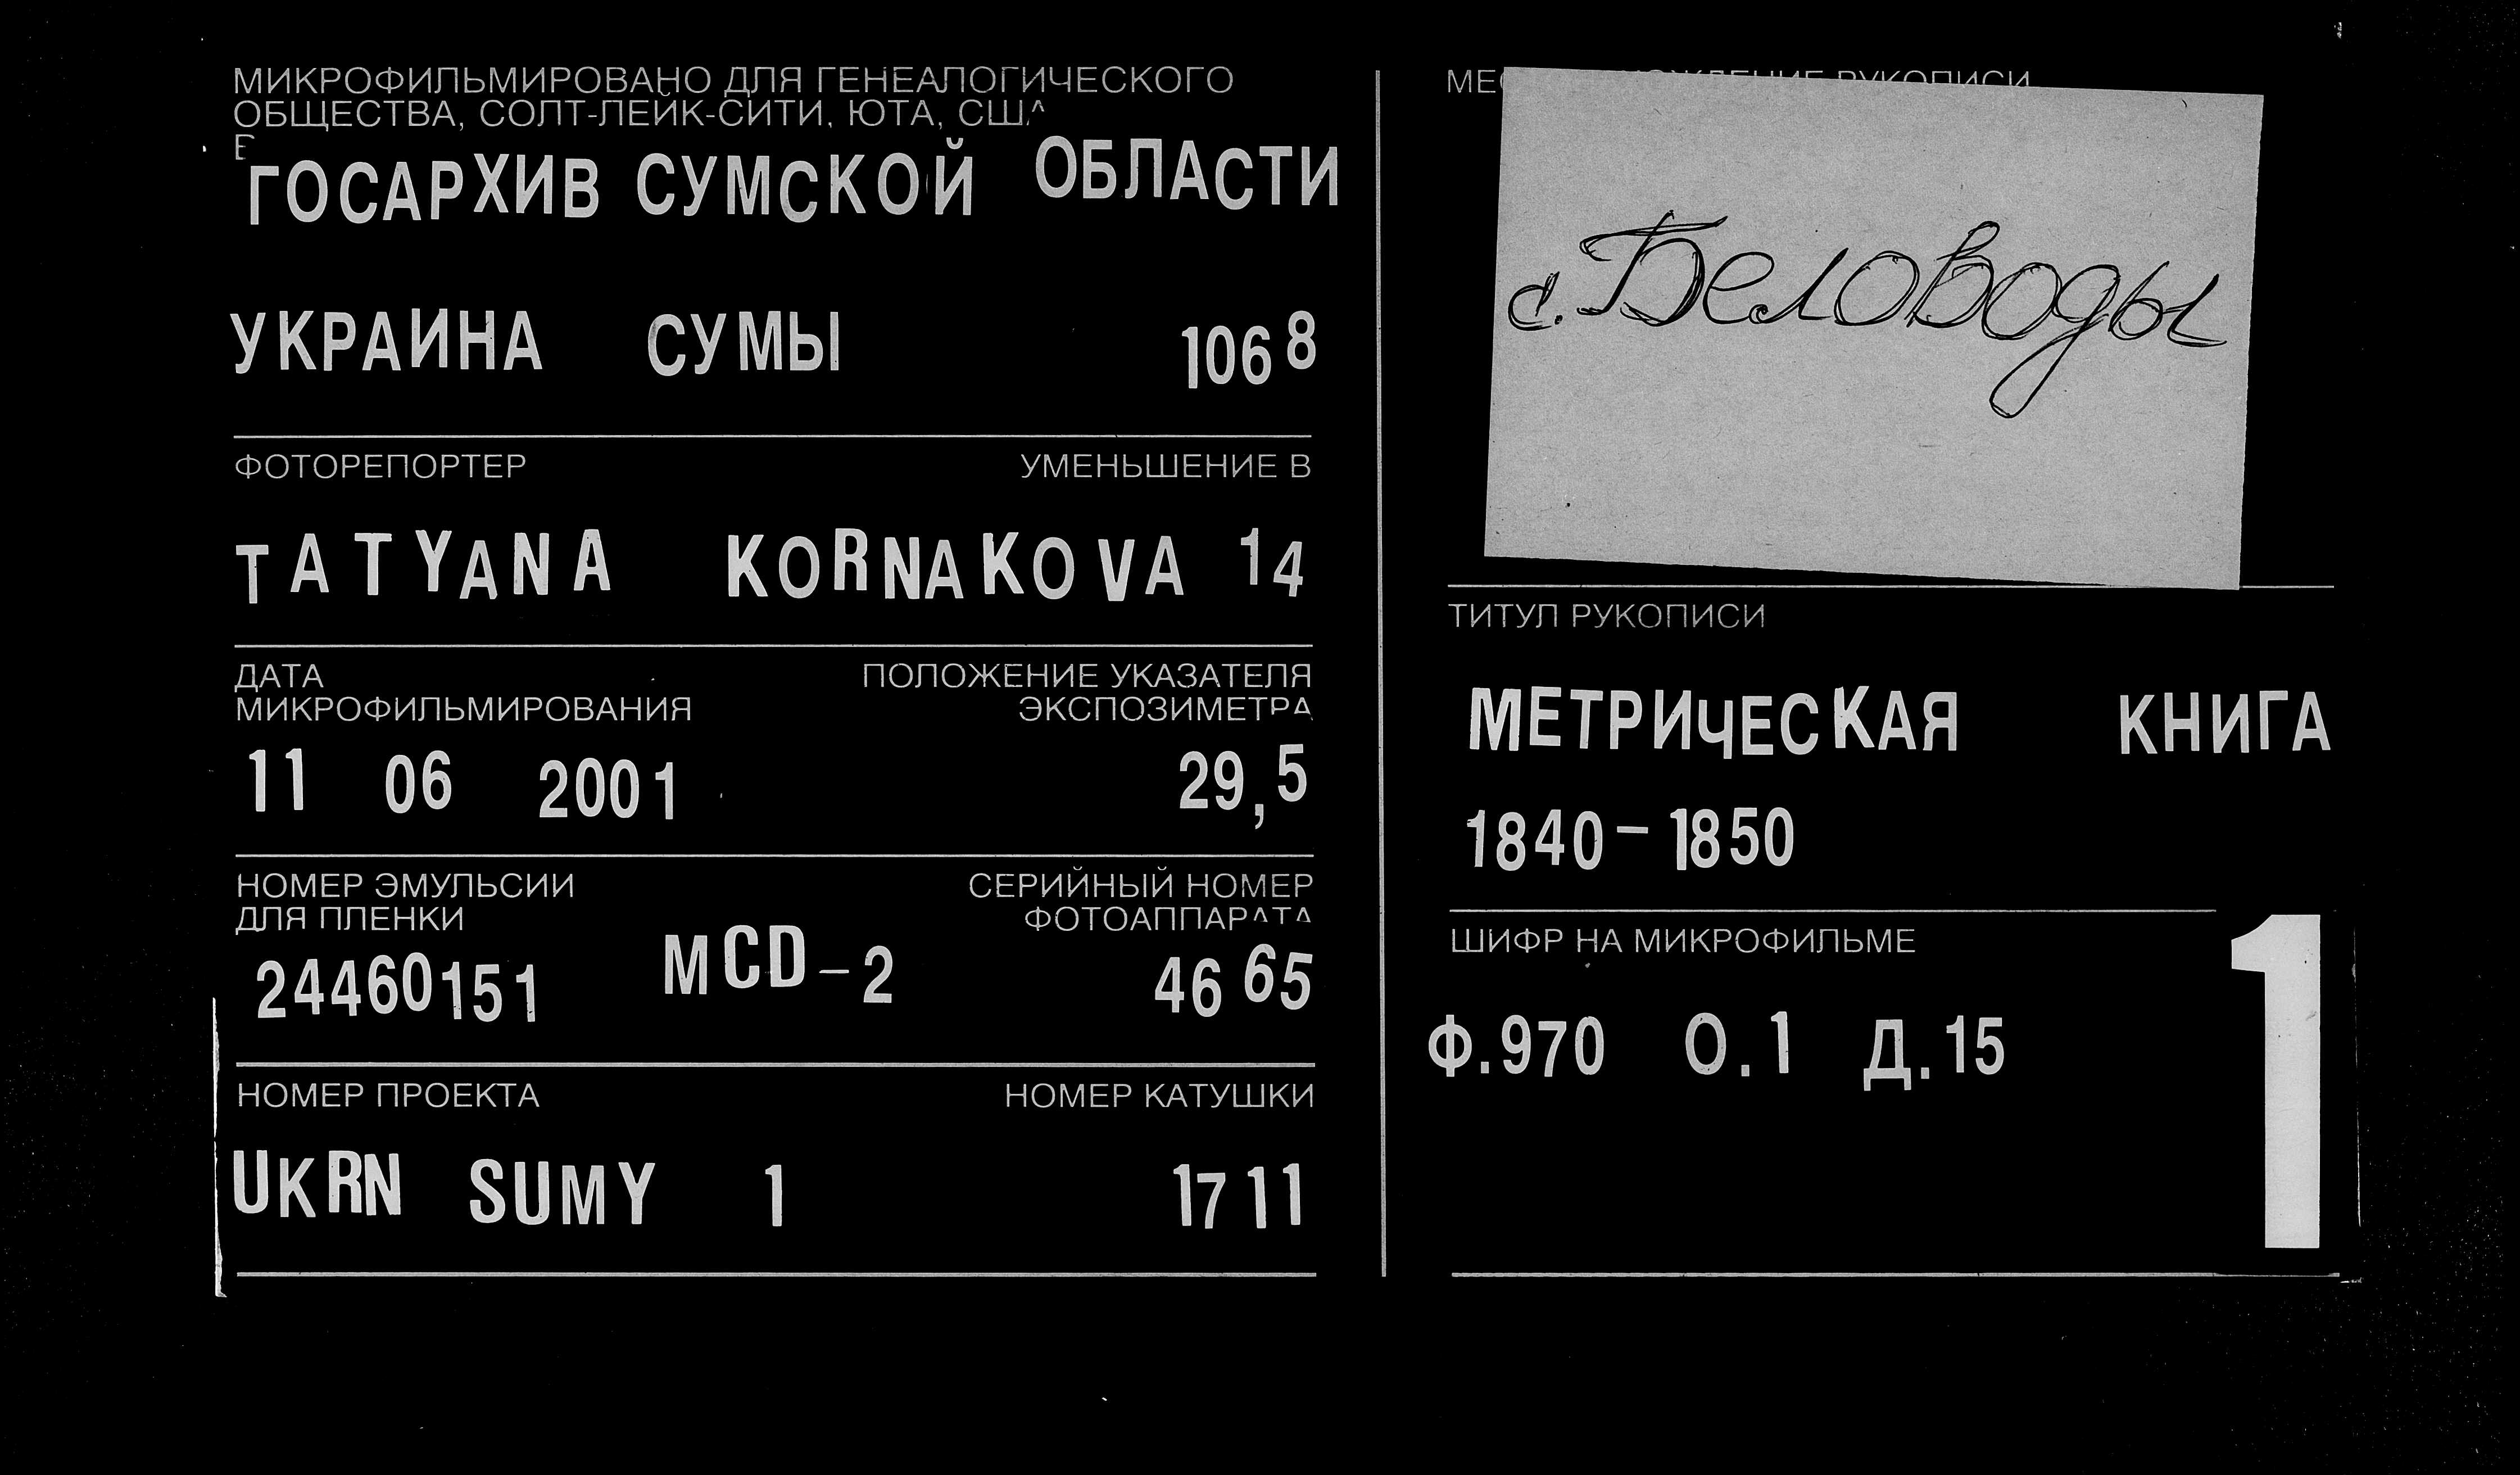 МИКРОФИЛЬМИРОВАНО ДЛЯ ГЕНЕАЛОГИЧЕСКОГО
ОБЩЕСТВА, СОЛТ-ЛЕЙК-СИТИ, ЮТА, США
В
ГОСАРХИВ СУМСКОЙ ОБЛАСТИ
УКРАИНА СУМЫ 1068
ФОТОРЕПОРТЕР УМЕНЬШЕНИЕ В
TATYANA KORNAKOVA 14
ДАТА ПОЛОЖЕНИЕ УКАЗАТЕЛЯ
МИКРОФИЛЬМИРОВАНИЯ ЭКСПОЗИМЕТРА
11 06 2001 29,5
НОМЕР ЭМУЛЬСИИ СЕРИЙНЫЙ НОМЕР
ДЛЯ ПЛЕНКИ ФОТОАППАРАТА
24460151 MCD-2 4665
НОМЕР ПРОЕКТА НОМЕР КАТУШКИ
UKRN SUMY 1 1711
РУКОПИСИ
с. Беловоды
ТИТУЛ РУКОПИСИ
МЕТРИЧЕСКАЯ КНИГА
1840-1850
ШИФР НА МИКРОФИЛЬМЕ
Ф.970 О.1 Д.15
1